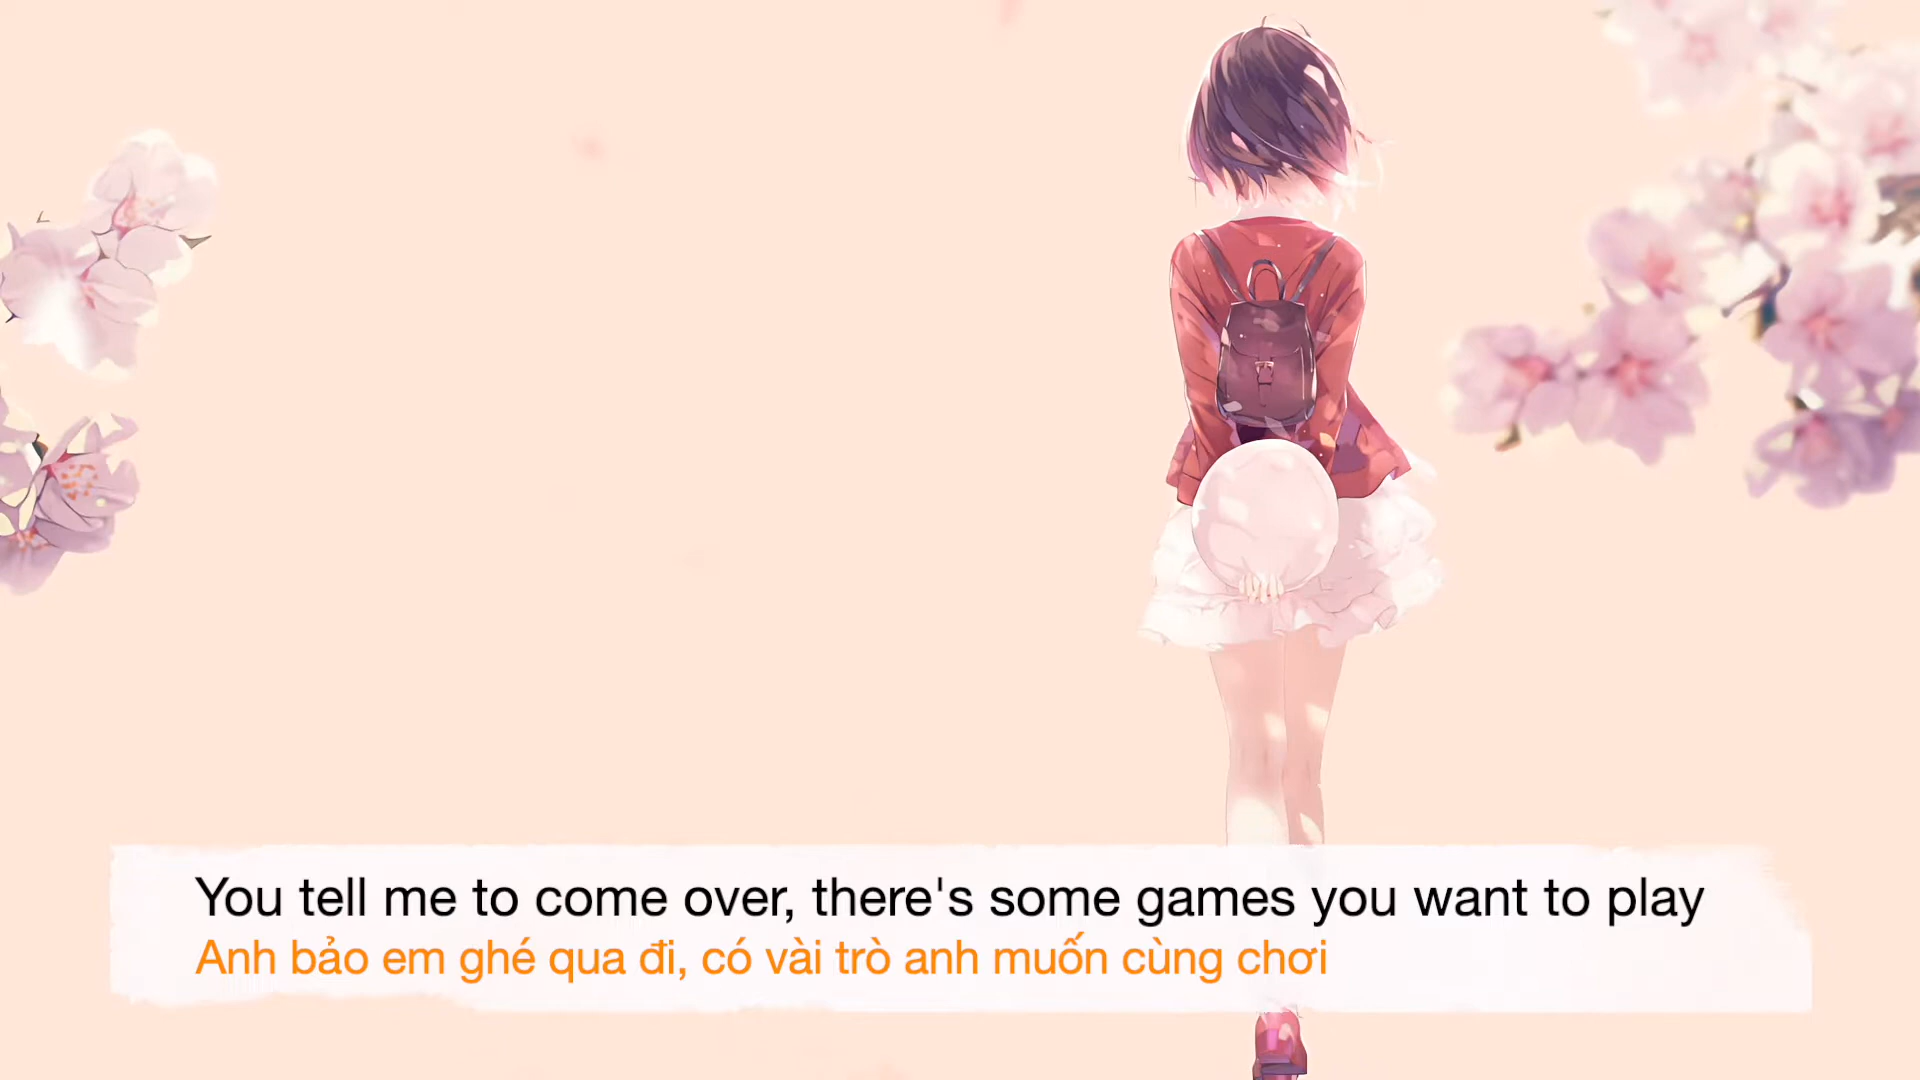 You tell me to come over, there's some games you want to play
Anh bảo em ghé qua đi, có vài trò anh muốn cùng chơi